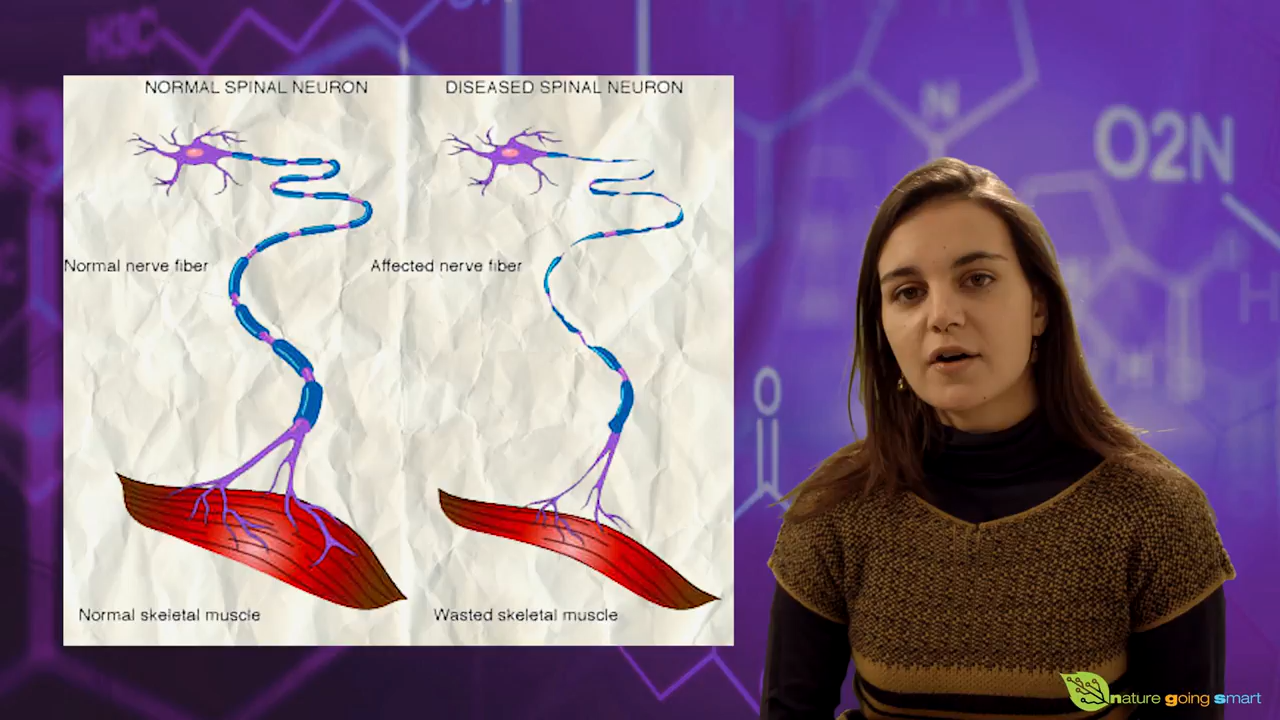 H3C
NORMAL SPINAL NEURON
DISEASED SPINAL NEURON
N
O2N
Normal nerve fiber
Affected nerve fiber
H
O
Normal skeletal muscle
Wasted skeletal muscle
nature going smart